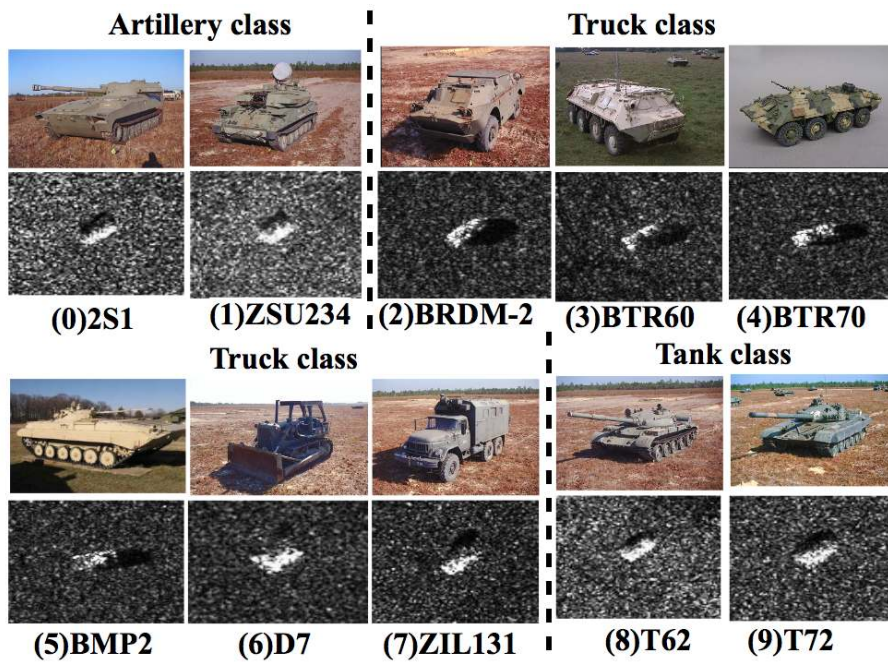 Artillery class
Truck class
(0)2S1
(1)ZSU234
(2)BRDM-2
(3)BTR60
(4)BTR70
Truck class
Tank class
(5)BMP2
(6)D7
(7)ZIL131
(8)T62
(9)T72